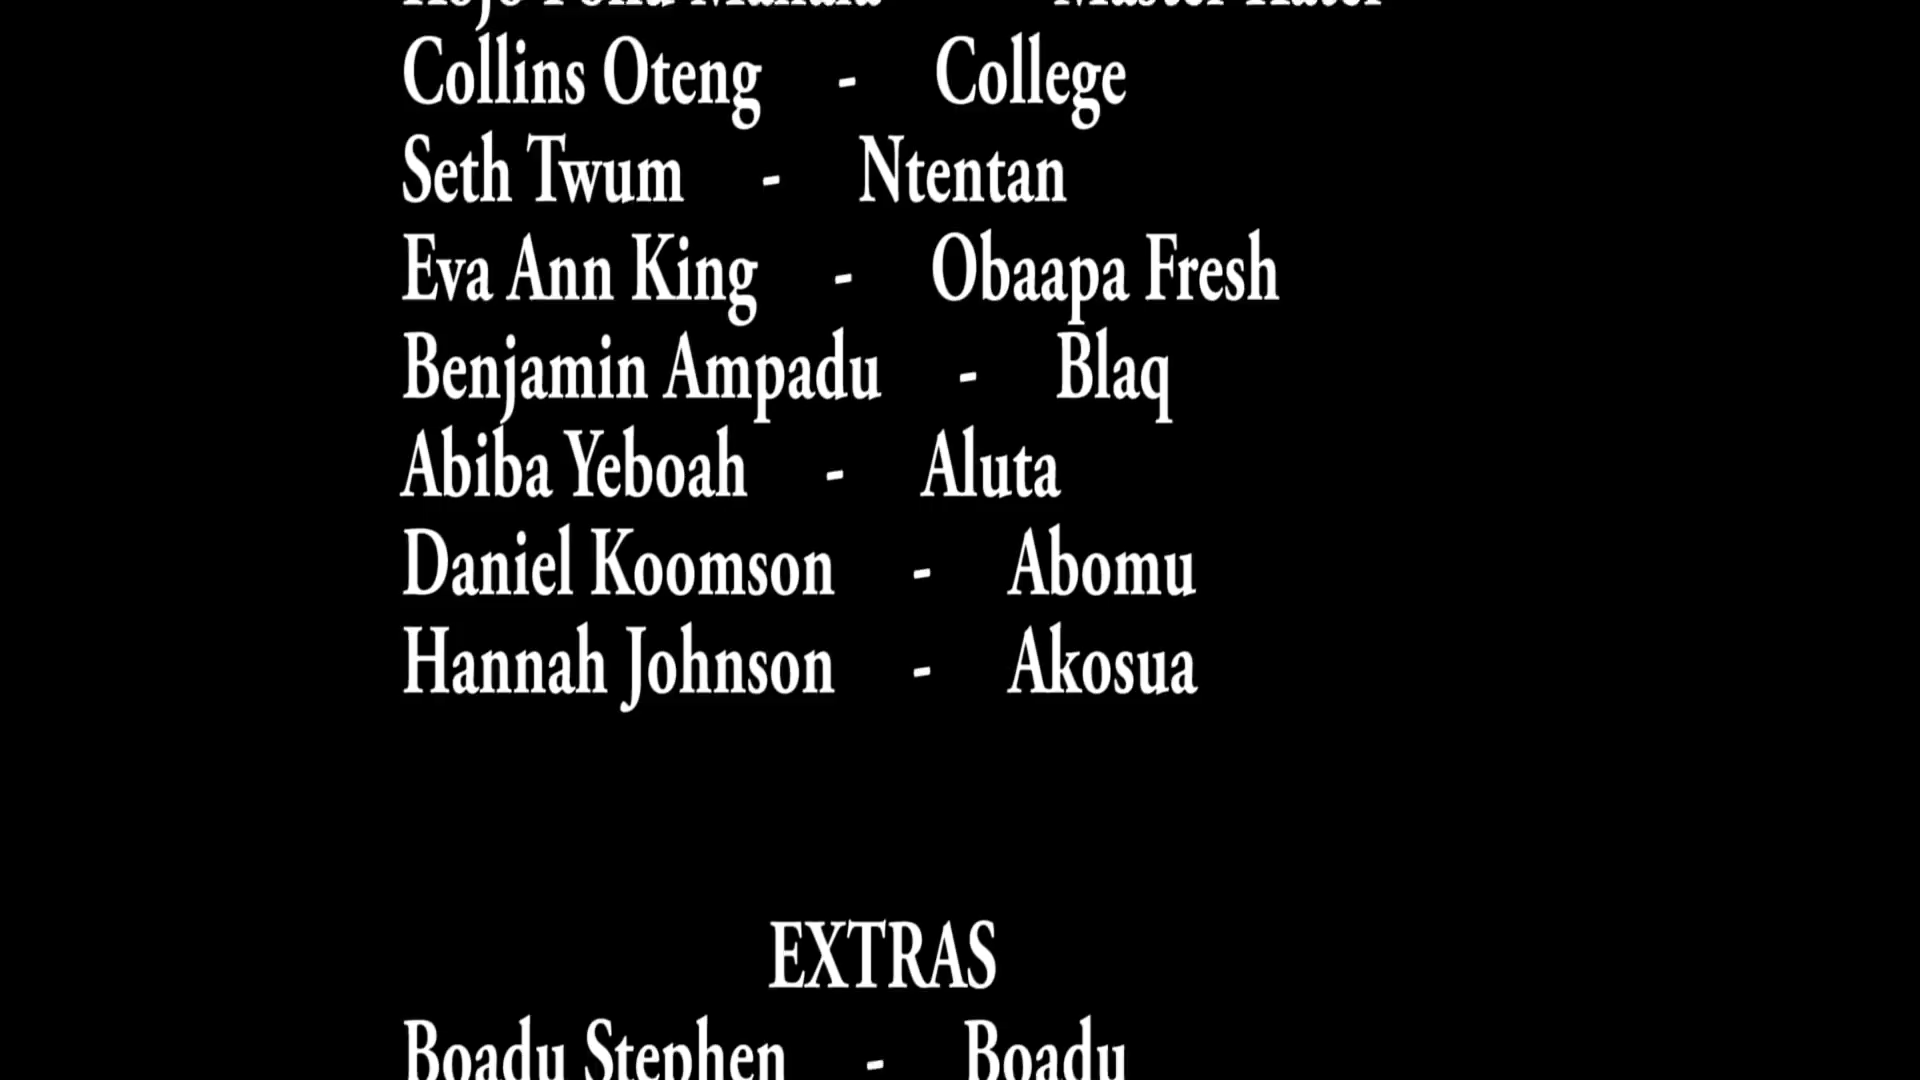 Collins Oteng - College
Seth Twum - Ntentan
Eva Ann King - Obaapa Fresh
Benjamin Ampadu - Blaq
Abiba Yeboah - Aluta
Daniel Koomson - Abomu
Hannah Johnson - Akosua
EXTRAS
Boadu Stephen - Boadu